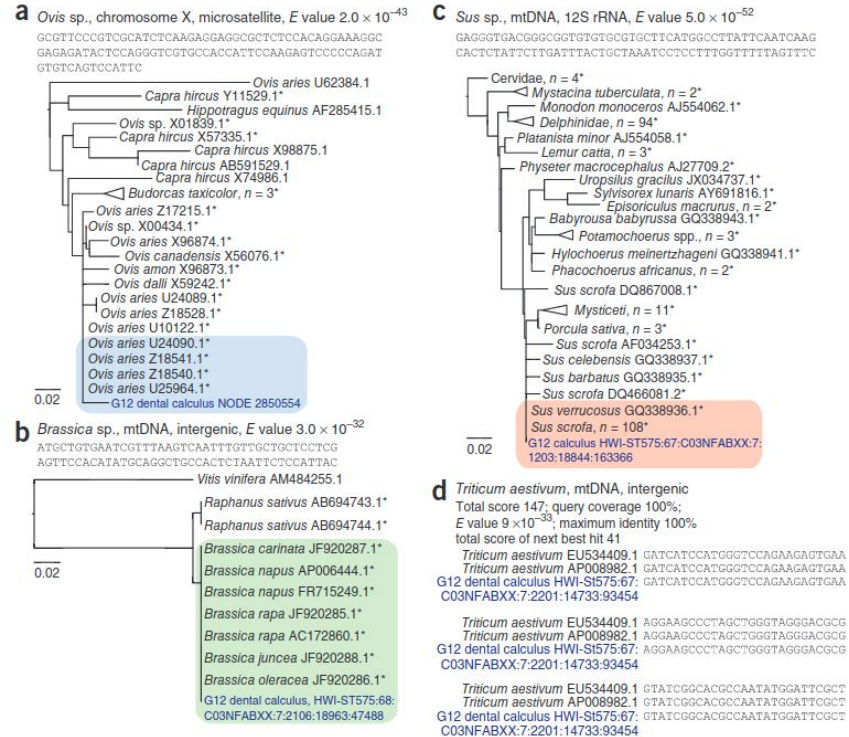 a Ovis sp., chromosome X, microsatellite, E value 2.0 × 10–43
GCGTTCCCGTCGCATCTCAAGAGGAGGCGCTCTCCACAGGAAAGGC
GAGAGATACTCCAGGGTCGTGCCACCATTCCAAGAGTCCCCCAGAT
GTGTCAGTCCATTC
Ovis aries U62384.1
Capra hircus Y11529.1*
Hippotragus equinus AF285415.1
Ovis sp. X01839.1*
Capra hircus X57335.1*
Capra hircus X98875.1
Capra hircus AB591529.1
Capra hircus X74986.1
Budorcas taxicolor, n = 3*
Ovis aries Z17215.1*
Ovis sp. X00434.1*
Ovis aries X96874.1*
Ovis canadensis X56076.1*
Ovis amon X96873.1*
Ovis dalli X59242.1*
Ovis aries U24089.1*
Ovis aries Z18528.1*
Ovis aries U10122.1*
Ovis aries U24090.1*
Ovis aries Z18541.1*
Ovis aries Z18540.1*
Ovis aries U25964.1*
G12 dental calculus NODE 2850554
0.02
b Brassica sp., mtDNA, intergenic, E value 3.0 × 10–32
ATGCTGTGAATCGTTTAAGTCAATTTGTTGCTGCTCCTCG
AGTTCCACATATGCAGGCTGCCACTCTAATTCTCCATTAC
Vitis vinifera AM484255.1
Raphanus sativus AB694743.1*
Raphanus sativus AB694744.1*
Brassica carinata JF920287.1*
Brassica napus AP006444.1*
Brassica napus FR715249.1*
Brassica rapa JF920285.1*
Brassica rapa AC172860.1*
Brassica juncea JF920288.1*
Brassica oleracea JF920286.1*
G12 dental calculus, HWI-ST575:68:
C03NFABXX:7:2106:18963:47488
0.02
c Sus sp., mtDNA, 12S rRNA, E value 5.0 × 10–52
GAGGGTGACGGGCGGTGTGTGCGTGCTTCATGGCCTTATTCAATCAAG
CACTCTATTCTTGATTTACTGCTAAATCCTCCTTTGGTTTTTAGTTTC
Cervidae, n = 4*
Mystacina tuberculata, n = 2*
Monodon monoceros AJ554062.1*
Delphinidae, n = 94*
Platanista minor AJ554058.1*
Lemur catta, n = 3*
Physeter macrocephalus AJ27709.2*
Uropsilus gracilus JX034737.1*
Sylvisorex lunaris AY691816.1*
Episoriculus macrurus, n = 2*
Babyrousa babyrussa GQ338943.1*
Potamochoerus spp., n = 3*
Hylochoerus meinertzhageni GQ338941.1*
Phacochoerus africanus, n = 2*
Sus scrofa DQ867008.1*
Mysticeti, n = 11*
Porcula sativa, n = 3*
Sus scrofa AF034253.1*
Sus celebensis GQ338937.1*
Sus barbatus GQ338935.1*
Sus scrofa DQ466081.2*
Sus verrucosus GQ338936.1*
Sus scrofa, n = 108*
G12 calculus HWI-ST575:67:C03NFABXX:7:
1203:18844:163366
0.02
d Triticum aestivum, mtDNA, intergenic
Total score 147; query coverage 100%;
E value 9 ×10–33; maximum identity 100%
total score of next best hit 41
Triticum aestivum EU534409.1 GATCATCCATGGGTCCAGAAGAGTGAA
Triticum aestivum AP008982.1 GATCATCCATGGGTCCAGAAGAGTGAA
G12 dental calculus HWI-St575:67: GATCATCCATGGGTCCAGAAGAGTGAA
C03NFABXX:7:2201:14733:93454
Triticum aestivum EU534409.1 AGGAAGCCCTAGCTGGGTAGGGACGCG
Triticum aestivum AP008982.1 AGGAAGCCCTAGCTGGGTAGGGACGCG
G12 dental calculus HWI-St575:67: AGGAAGCCCTAGCTGGGTAGGGACGCG
C03NFABXX:7:2201:14733:93454
Triticum aestivum EU534409.1 GTATCGGCACGCCAATATGGATTCGCT
Triticum aestivum AP008982.1 GTATCGGCACGCCAATATGGATTCGCT
G12 dental calculus HWI-St575:67: GTATCGGCACGCCAATATGGATTCGCT
C03NFABXX:7:2201:14733:93454